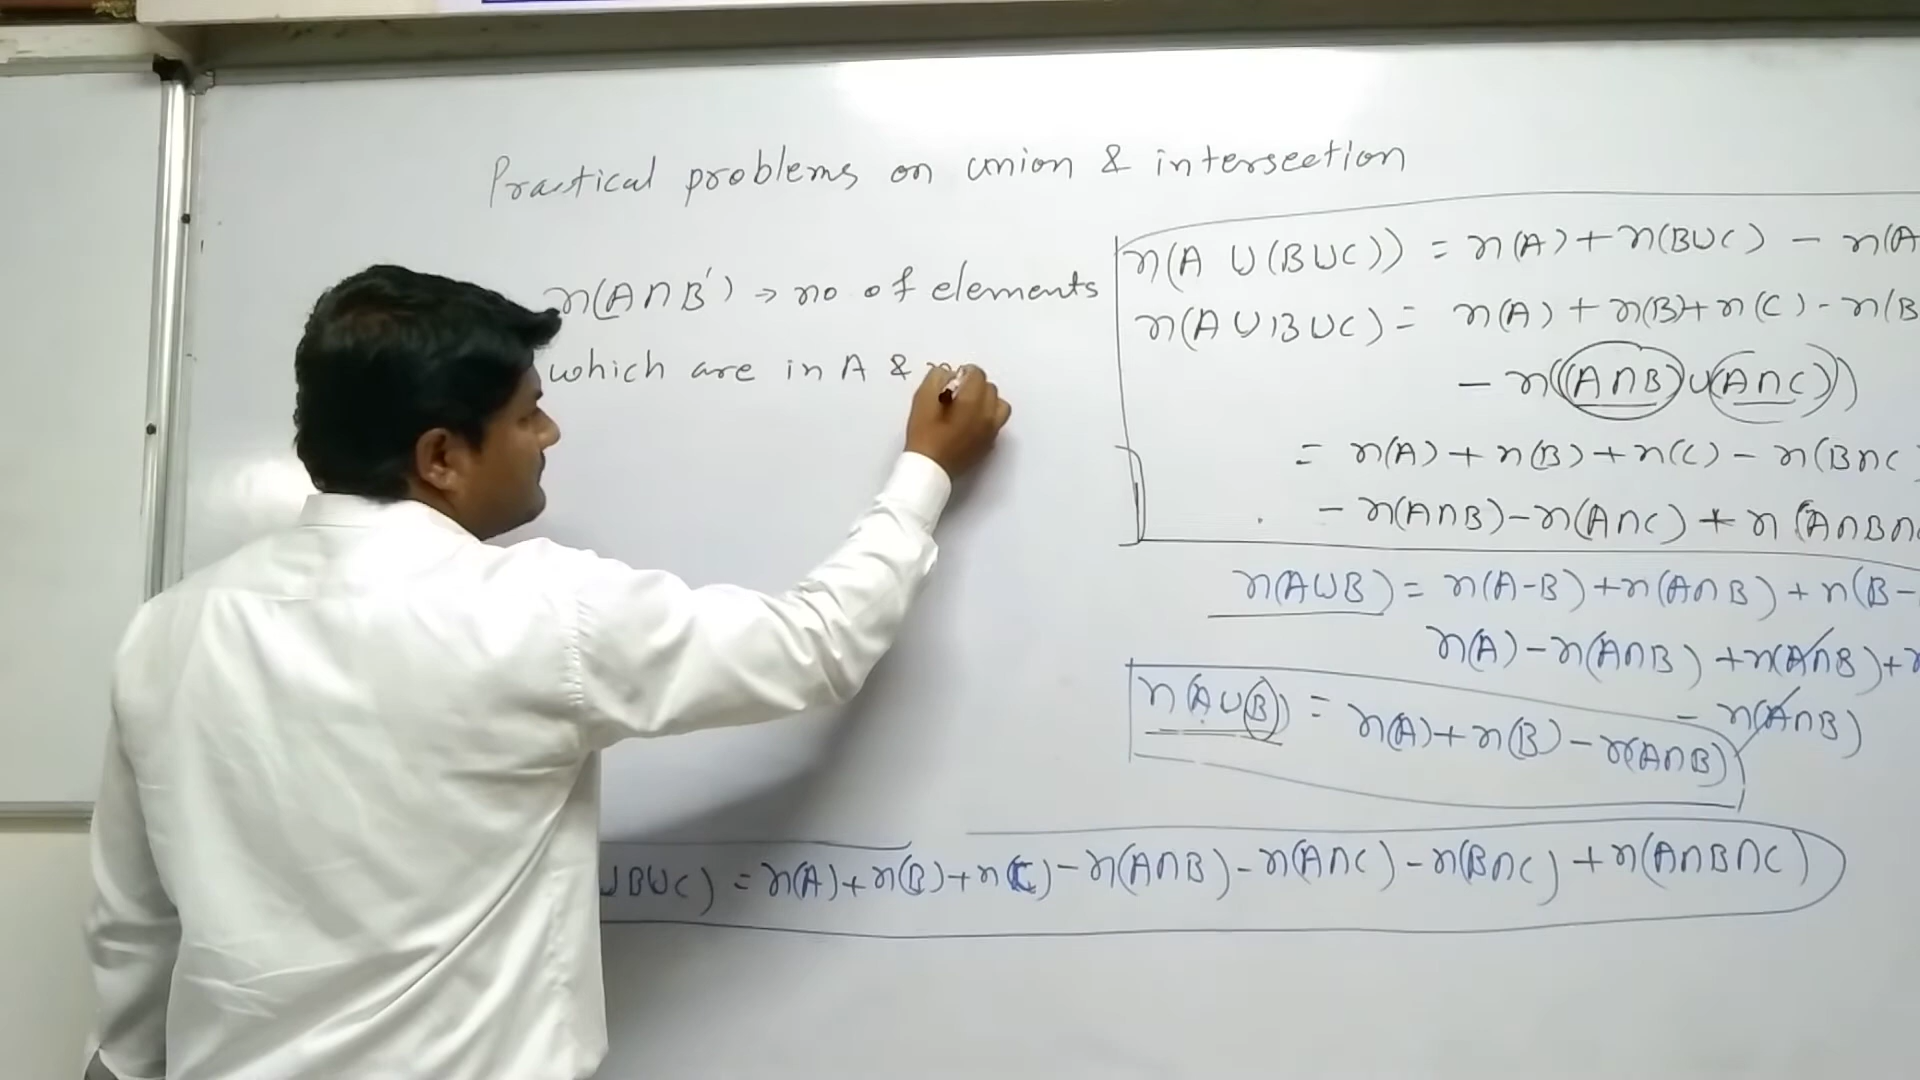 Practical problems on union & intersection
n(A∩B') → no of elements
which are in A &
n(A ∪(B∪C)) = n(A)+n(B∪C) - n(A
n(A∪B∪C) = n(A)+n(B)+n(C)-n(B
- n((A∩B)∪(A∩C))
= n(A)+n(B)+n(C)-n(B∩C)
- n(A∩B)-n(A∩C) + n(A∩B∩
n(A∪B) = n(A-B)+n(A∩B)+n(B-
n(A)-n(A∩B)+n(A∩B)+
- n(A∩B)
n(A∪B) = n(A)+n(B)-n(A∩B)
∪B∪C) = n(A)+n(B)+n(C)-n(A∩B)-n(A∩C)-n(B∩C)+n(A∩B∩C)